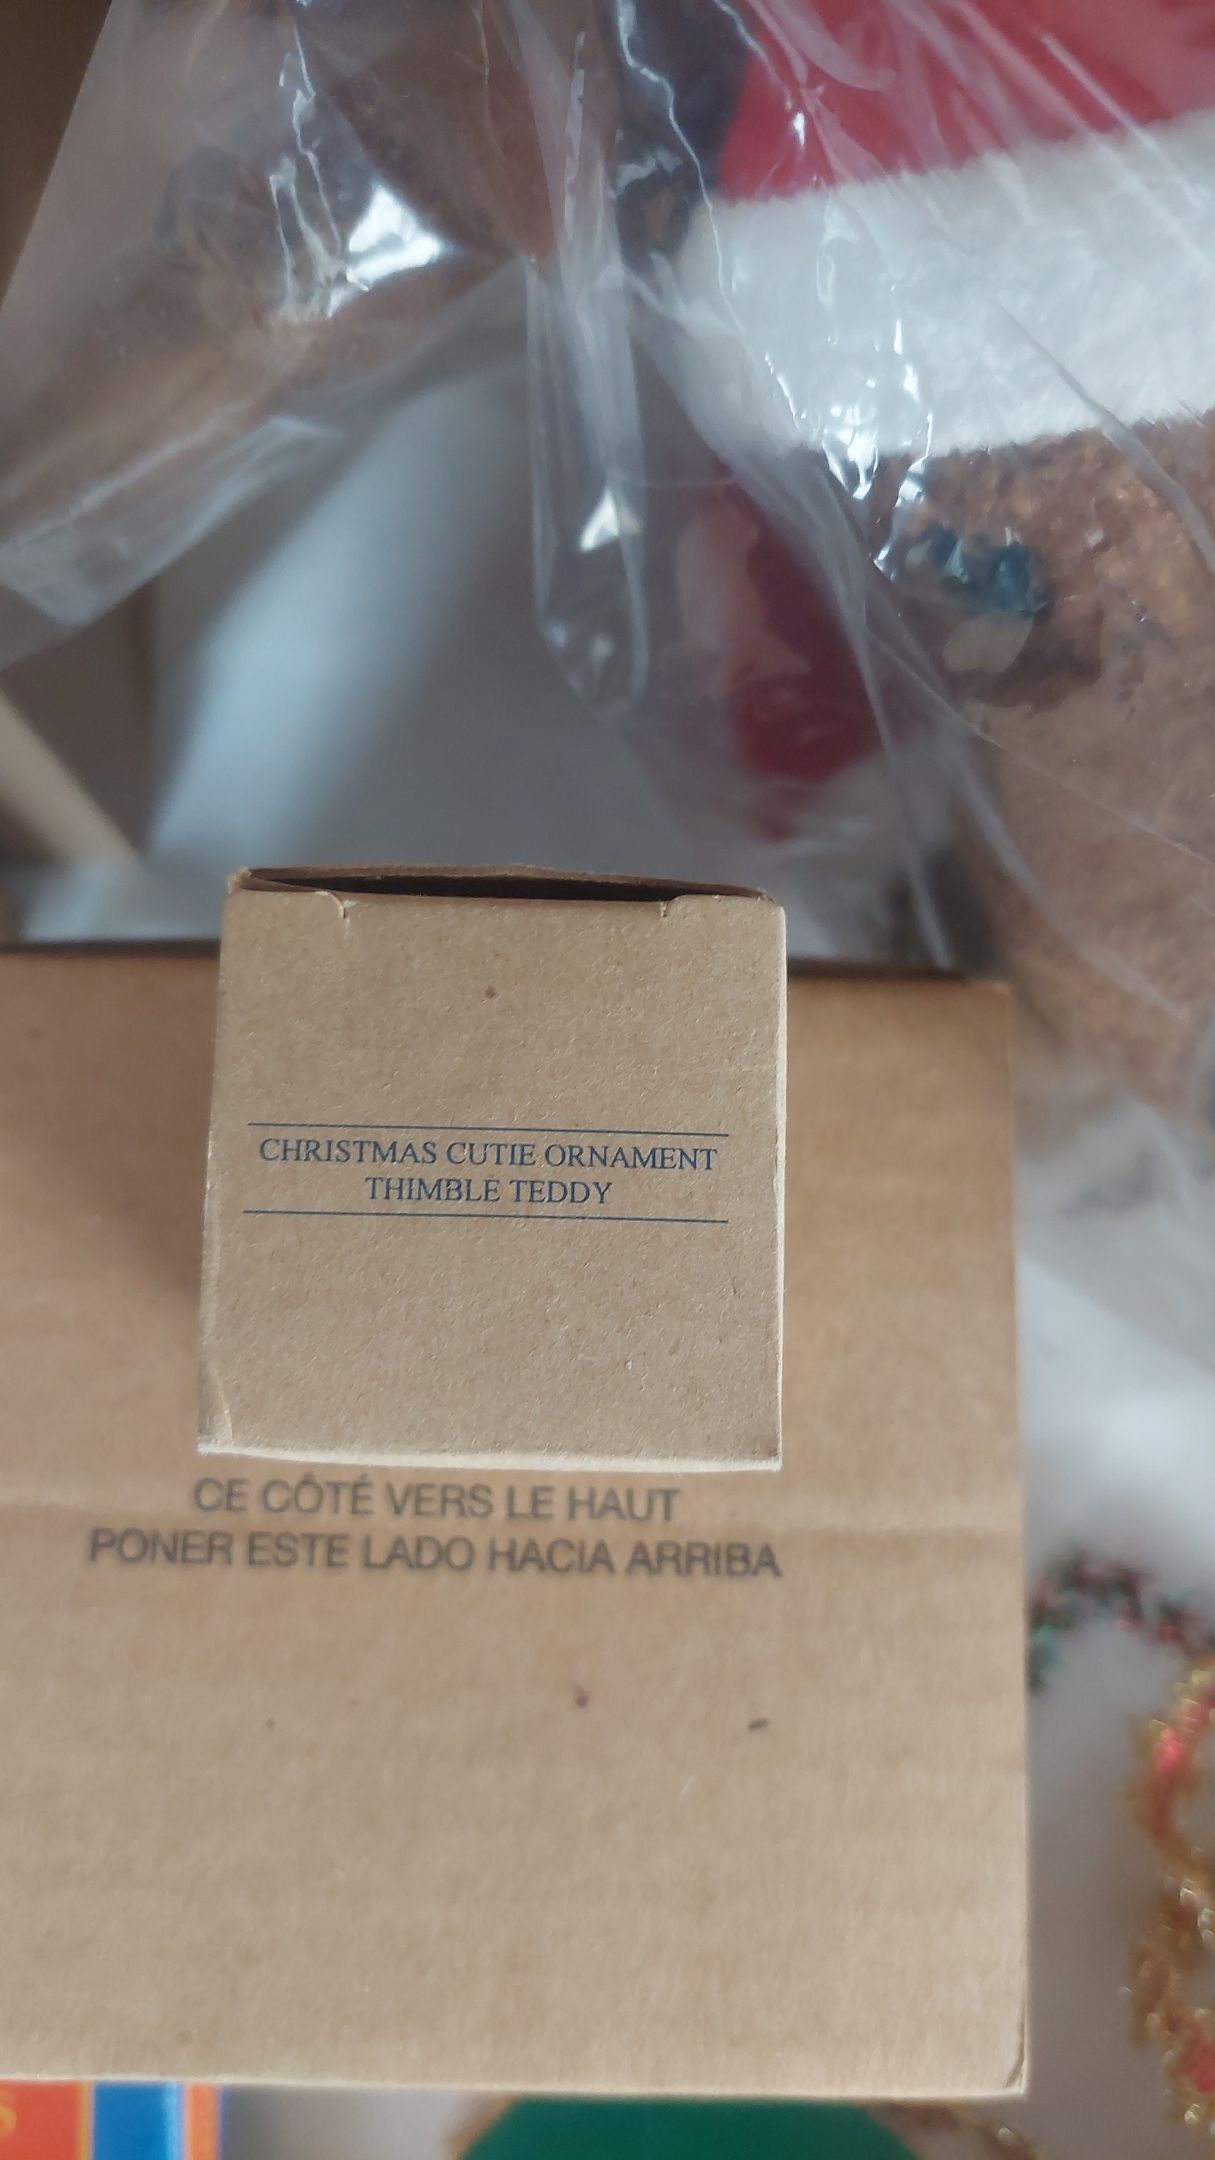 CHRISTMAS CUTIE ORNAMENT
THIMBLE TEDDY
CE CÔTÉ VERS LE HAUT
PONER ESTE LADO HACIA ARRIBA